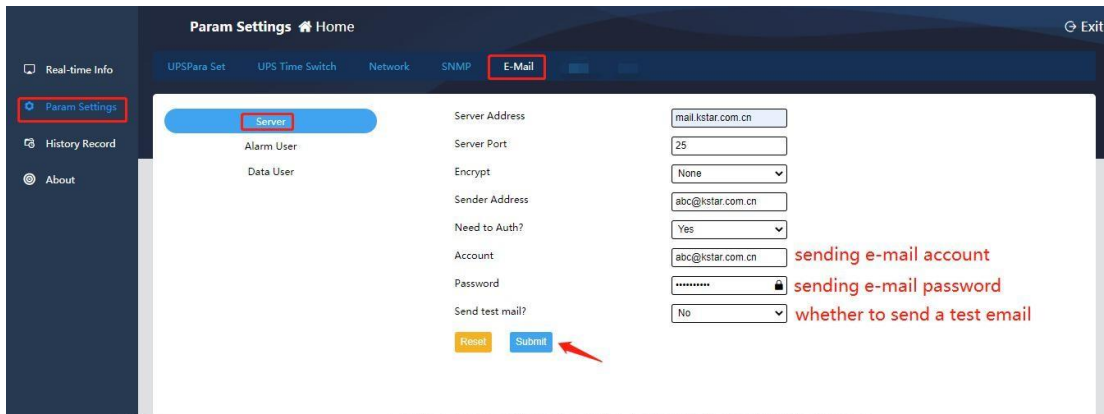 Param Settings Home
Exit
Real-time Info
Param Settings
History Record
About
UPSPara Set UPS Time Switch Network SNMP E-Mail
Server
Alarm User
Data User
Server Address mail.kstar.com.cn
Server Port 25
Encrypt None
Sender Address abc@kstar.com.cn
Need to Auth? Yes
Account abc@kstar.com.cn sending e-mail account
Password •••••••••• sending e-mail password
Send test mail? No whether to send a test email
Reset Submit